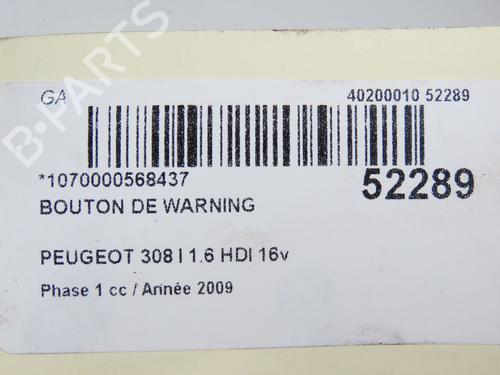 B-PARTS
GA
40200010 52289
*1070000568437
52289
BOUTON DE WARNING
PEUGEOT 308 I 1.6 HDI 16v
Phase 1 cc / Année 2009